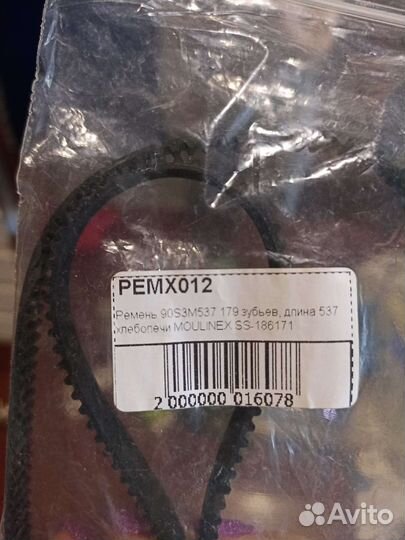 PEMX012
Ремень 90S3M537 179 зубьев, длина 537
хлебопечи MOULINEX SS-186171
2 000000 016078
Avito